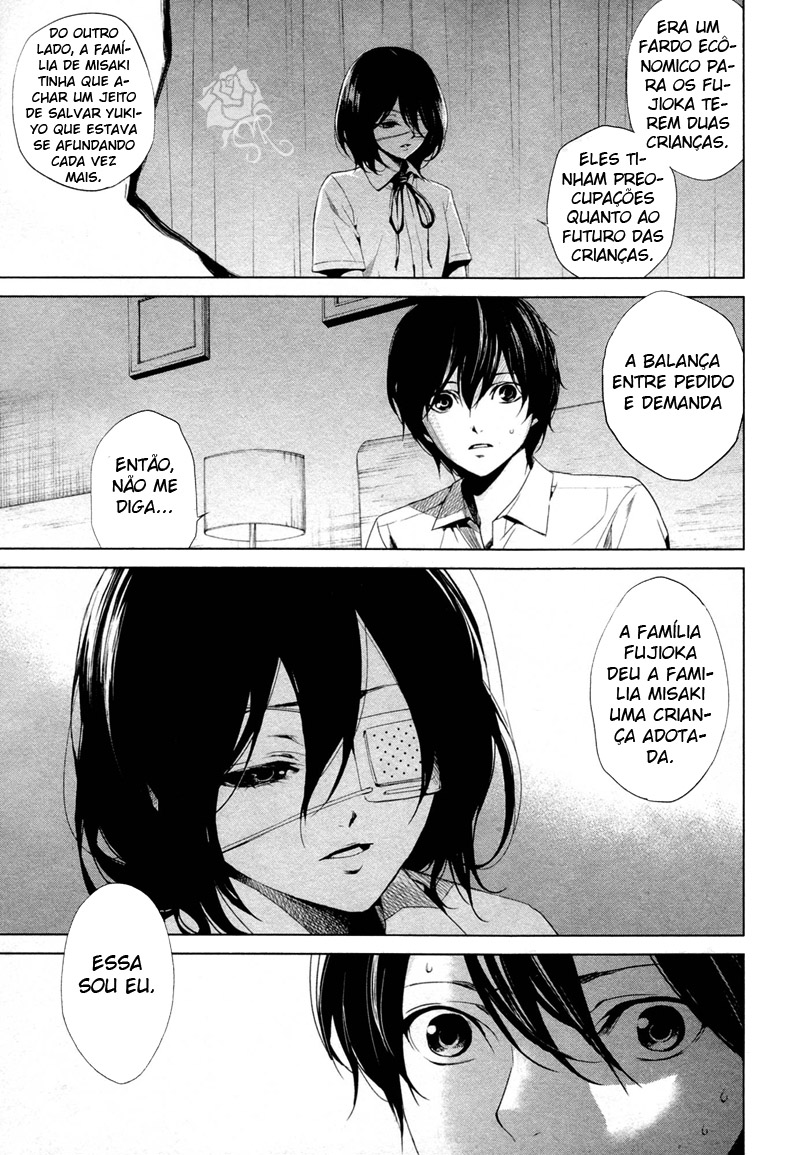 ERA UM
FARDO ECÔ-
NOMICO PA-
RA OS FU-
JIOKA TE-
REM DUAS
CRIANÇAS.
ELES TI-
NHAM PREO-
CUPAÇÕES
QUANTO AO
FUTURO DAS
CRIANÇAS.
DO OUTRO
LADO, A FAMÍ-
LIA DE MISAKI
TINHA QUE A-
CHAR UM JEITO
DE SALVAR YUKI-
YO QUE ESTAVA
SE AFUNDANDO
CADA VEZ
MAIS.
SR
A BALANÇA
ENTRE PEDIDO
E DEMANDA
ENTÃO,
NÃO ME
DIGA...
A FAMÍLIA
FUJIOKA
DEU A FAMI-
LIA MISAKI
UMA CRIAN-
ÇA ADOTA-
DA.
ESSA
SOU EU.